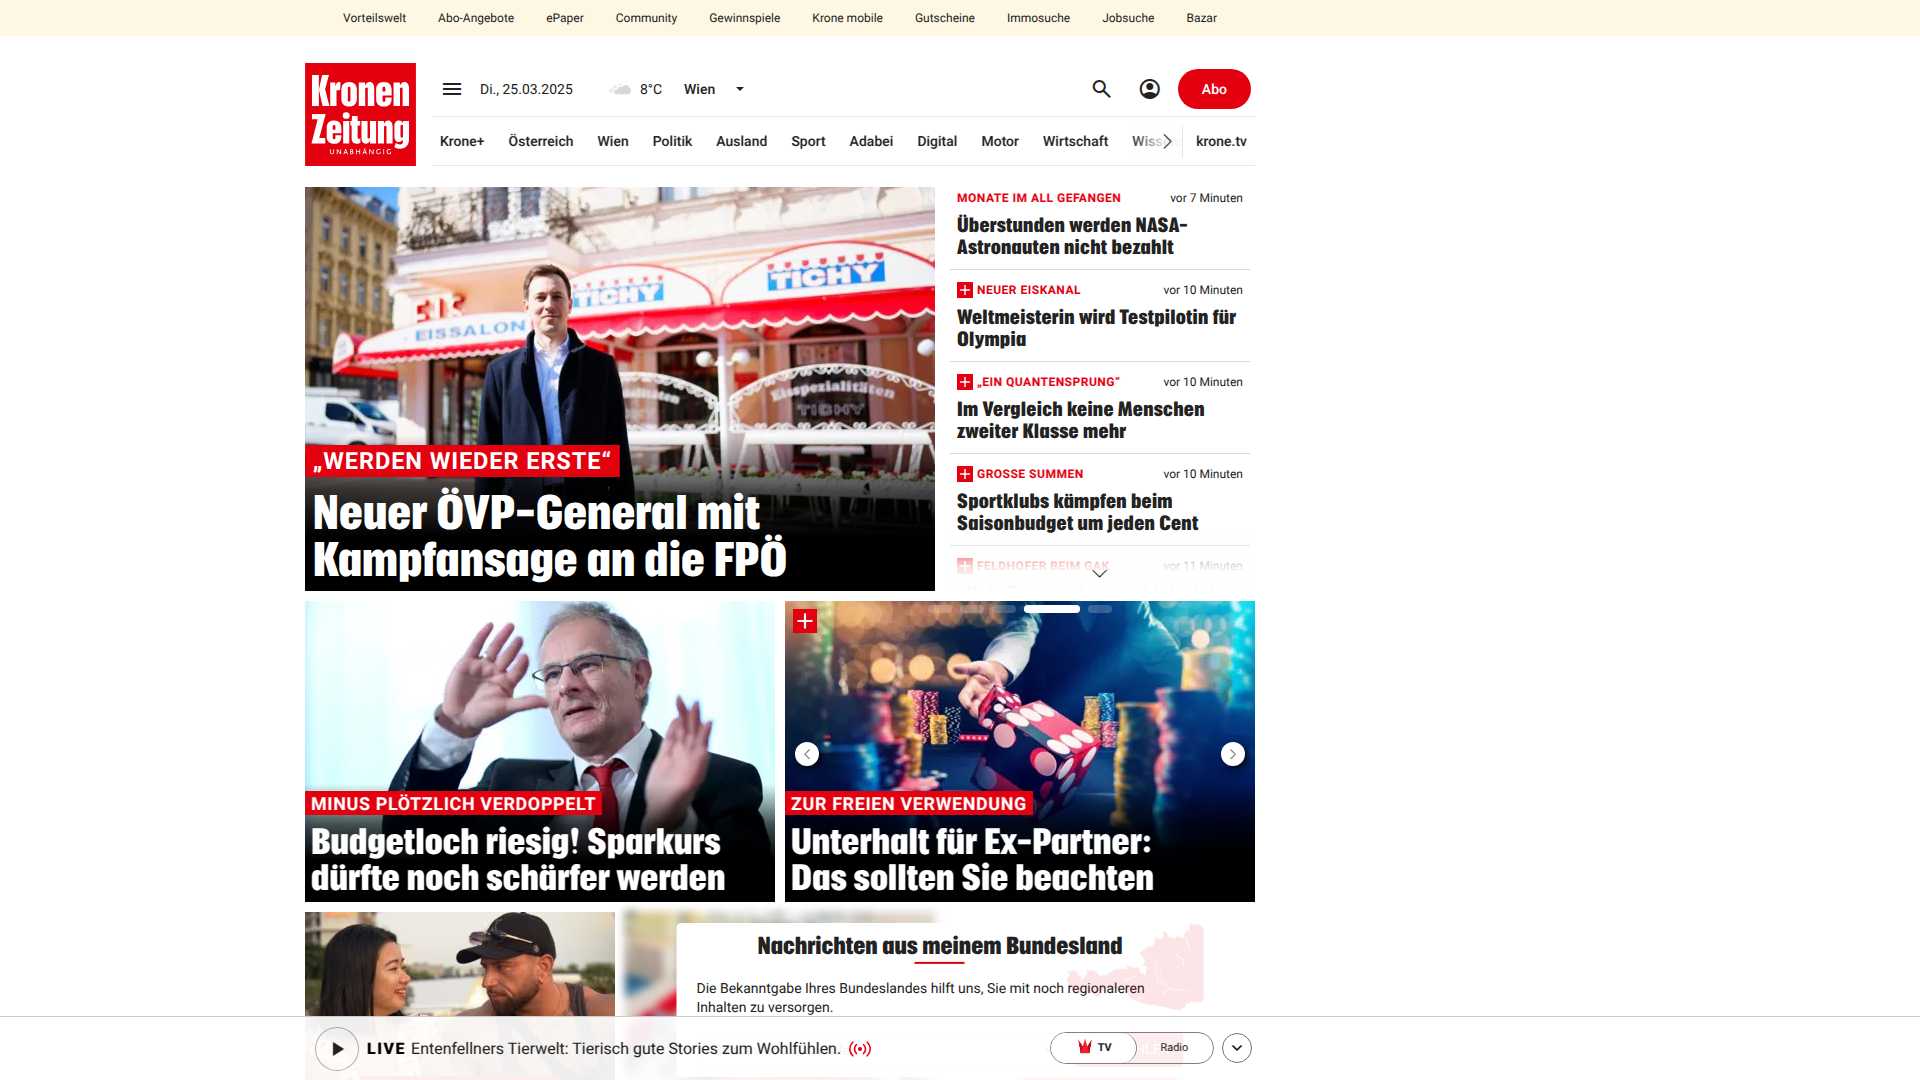 Vorteilswelt Abo-Angebote ePaper Community Gewinnspiele Krone mobile Gutscheine Immosuche Jobsuche Bazar
Kronen
Zeitung
UNABHÄNGIG
Di., 25.03.2025 8°C Wien Abo
Krone+ Österreich Wien Politik Ausland Sport Adabei Digital Motor Wirtschaft Wiss krone.tv
EIS
EISSALON
TICHY
TICHY
Eisspezialitäten
TICHY
„WERDEN WIEDER ERSTE“
Neuer ÖVP-General mit
Kampfansage an die FPÖ
MONATE IM ALL GEFANGEN vor 7 Minuten
Überstunden werden NASA-
Astronauten nicht bezahlt
NEUER EISKANAL vor 10 Minuten
Weltmeisterin wird Testpilotin für
Olympia
„EIN QUANTENSPRUNG“ vor 10 Minuten
Im Vergleich keine Menschen
zweiter Klasse mehr
GROSSE SUMMEN vor 10 Minuten
Sportklubs kämpfen beim
Saisonbudget um jeden Cent
FELDHOFER BEIM GAK vor 11 Minuten
MINUS PLÖTZLICH VERDOPPELT
Budgetloch riesig! Sparkurs
dürfte noch schärfer werden
ZUR FREIEN VERWENDUNG
Unterhalt für Ex-Partner:
Das sollten Sie beachten
Nachrichten aus meinem Bundesland
Die Bekanntgabe Ihres Bundeslandes hilft uns, Sie mit noch regionaleren
Inhalten zu versorgen.
LIVE Entenfellners Tierwelt: Tierisch gute Stories zum Wohlfühlen.
TV Radio